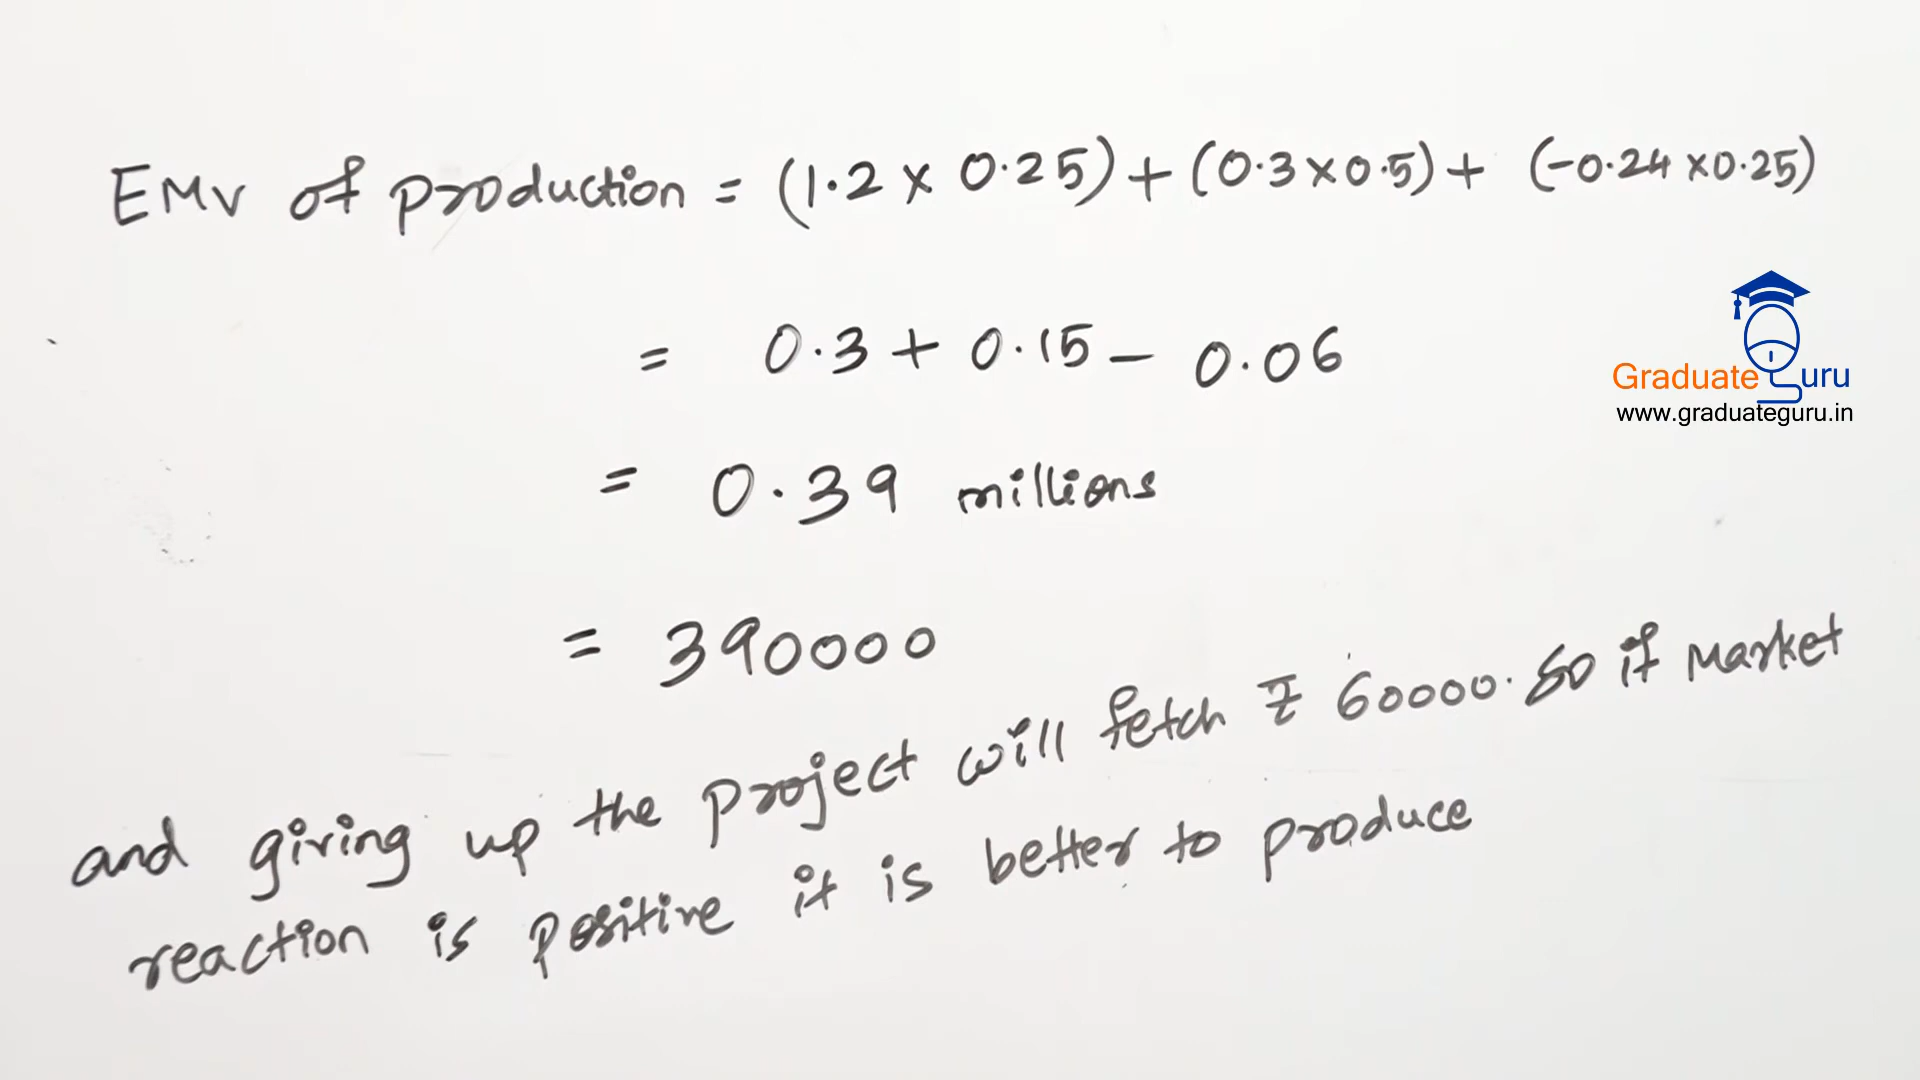 EMV of production = (1.2 × 0.25) + (0.3 × 0.5) + (-0.24 × 0.25)
= 0.3 + 0.15 - 0.06
Graduate Guru
www.graduateguru.in
= 0.39 millions
= 390000
and giving up the project will fetch ₹ 60000. So if Market
reaction is positive it is better to produce